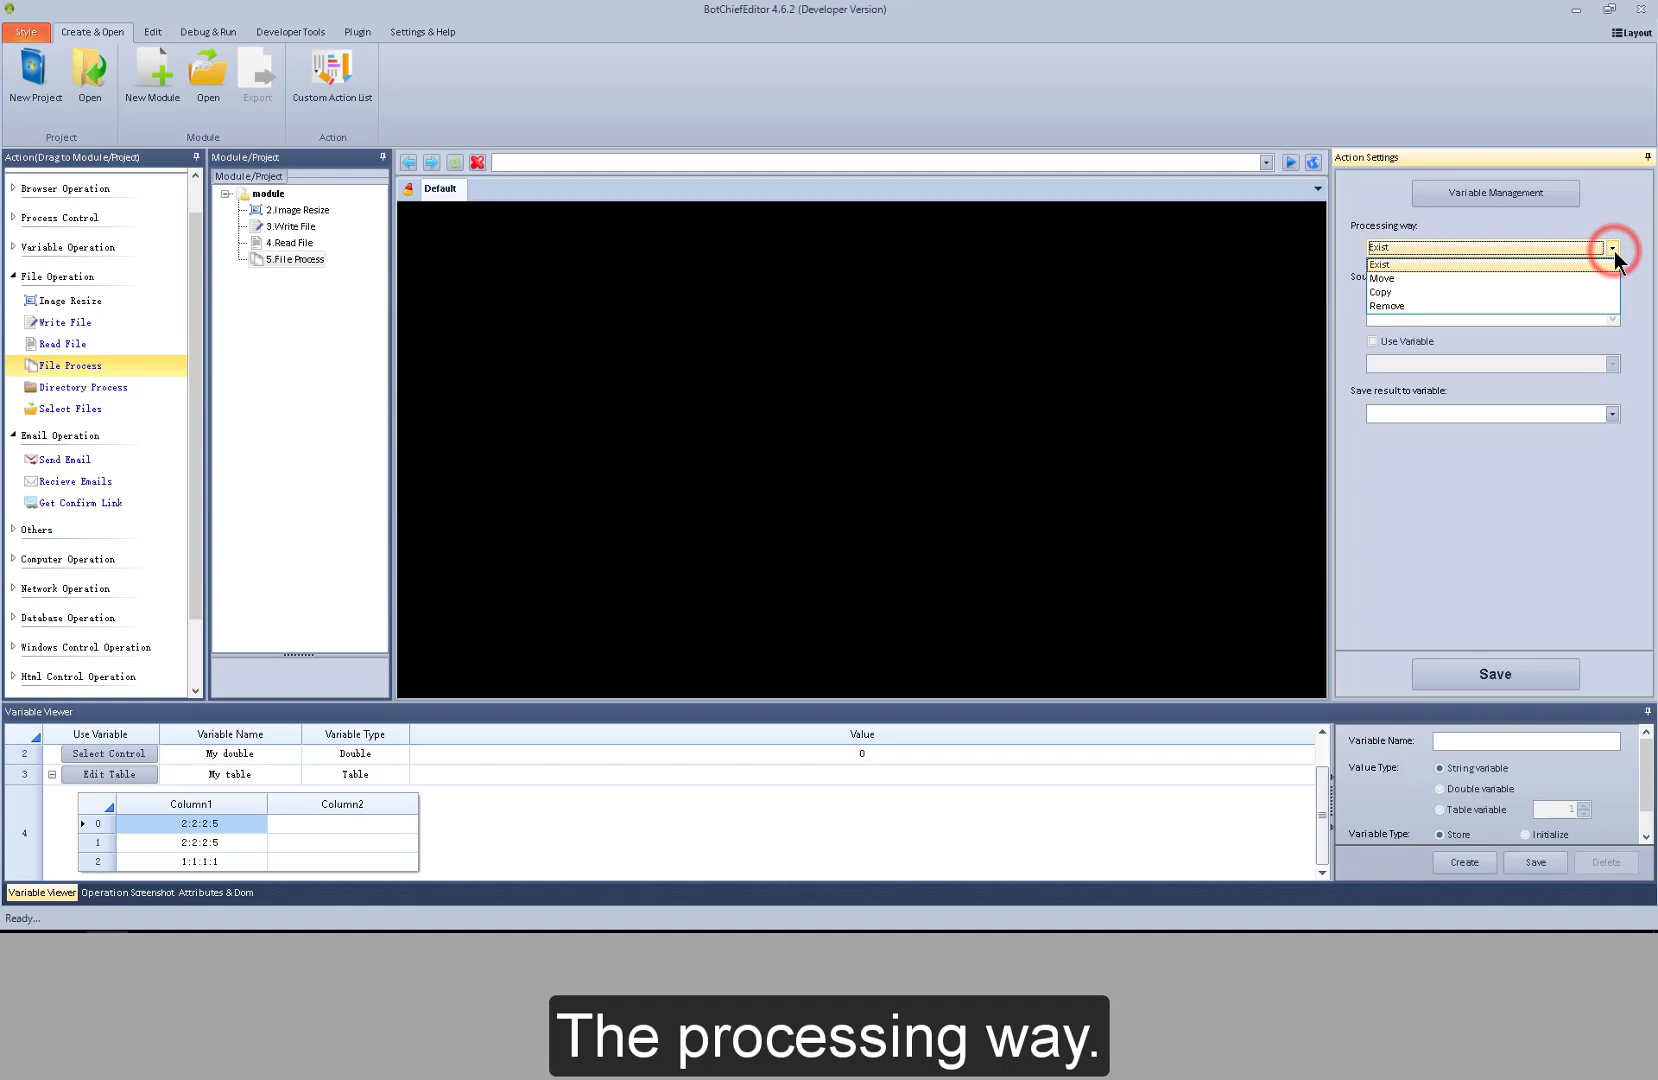 BotChiefEditor 4.6.2 (Developer Version)
Style
Create & Open
Edit
Debug & Run
Developer Tools
Plugin
Settings & Help
Layout
New Project
Open
New Module
Open
Export
Custom Action List
Project
Module
Action
Action(Drag to Module/Project)
Browser Operation
Process Control
Variable Operation
File Operation
Image Resize
Write File
Read File
File Process
Directory Process
Select Files
Email Operation
Send Email
Recieve Emails
Get Confirm Link
Others
Computer Operation
Network Operation
Database Operation
Windows Control Operation
Html Control Operation
Module/Project
Module/Project
module
2.Image Resize
3.Write File
4.Read File
5.File Process
Default
Action Settings
Variable Management
Processing way:
Exist
Exist
Move
Copy
Remove
Sou
Use Variable
Save result to variable:
Save
Variable Viewer
Use Variable
Variable Name
Variable Type
Value
2
Select Control
My double
Double
0
3
Edit Table
My table
Table
4
Column1
Column2
0
2:2:2:5
1
2:2:2:5
2
1:1:1:1
Variable Name:
Value Type:
String variable
Double variable
Table variable
1
Variable Type:
Store
Initialize
Create
Save
Delete
Variable Viewer
Operation Screenshot
Attributes & Dom
Ready...
The processing way.